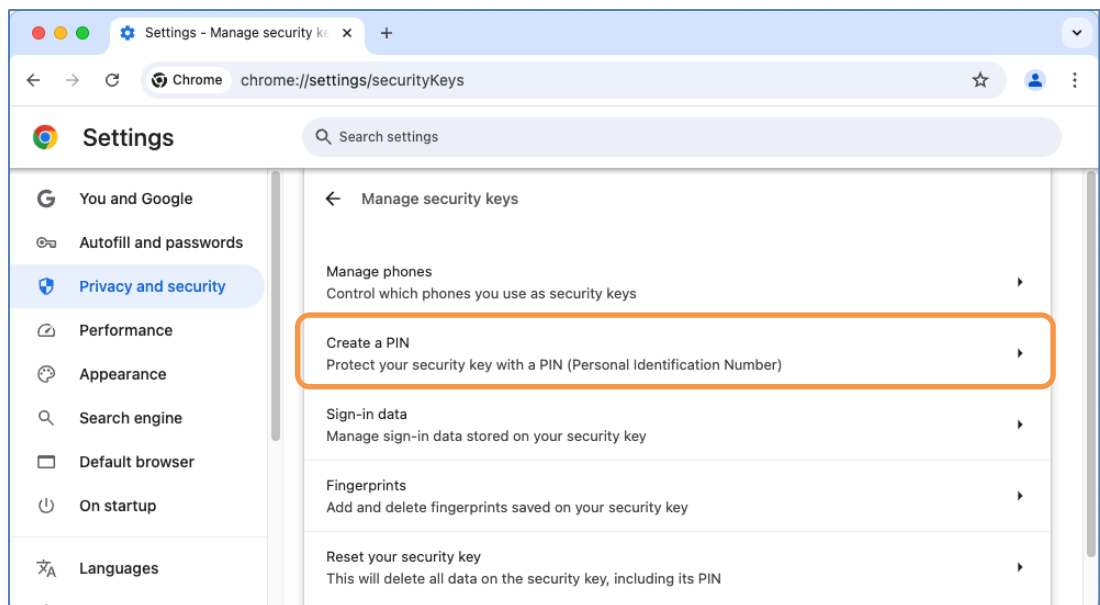 Settings - Manage security ke
Chrome chrome://settings/securityKeys
Settings
Search settings
You and Google
Autofill and passwords
Privacy and security
Performance
Appearance
Search engine
Default browser
On startup
Languages
Manage security keys
Manage phones
Control which phones you use as security keys
Create a PIN
Protect your security key with a PIN (Personal Identification Number)
Sign-in data
Manage sign-in data stored on your security key
Fingerprints
Add and delete fingerprints saved on your security key
Reset your security key
This will delete all data on the security key, including its PIN